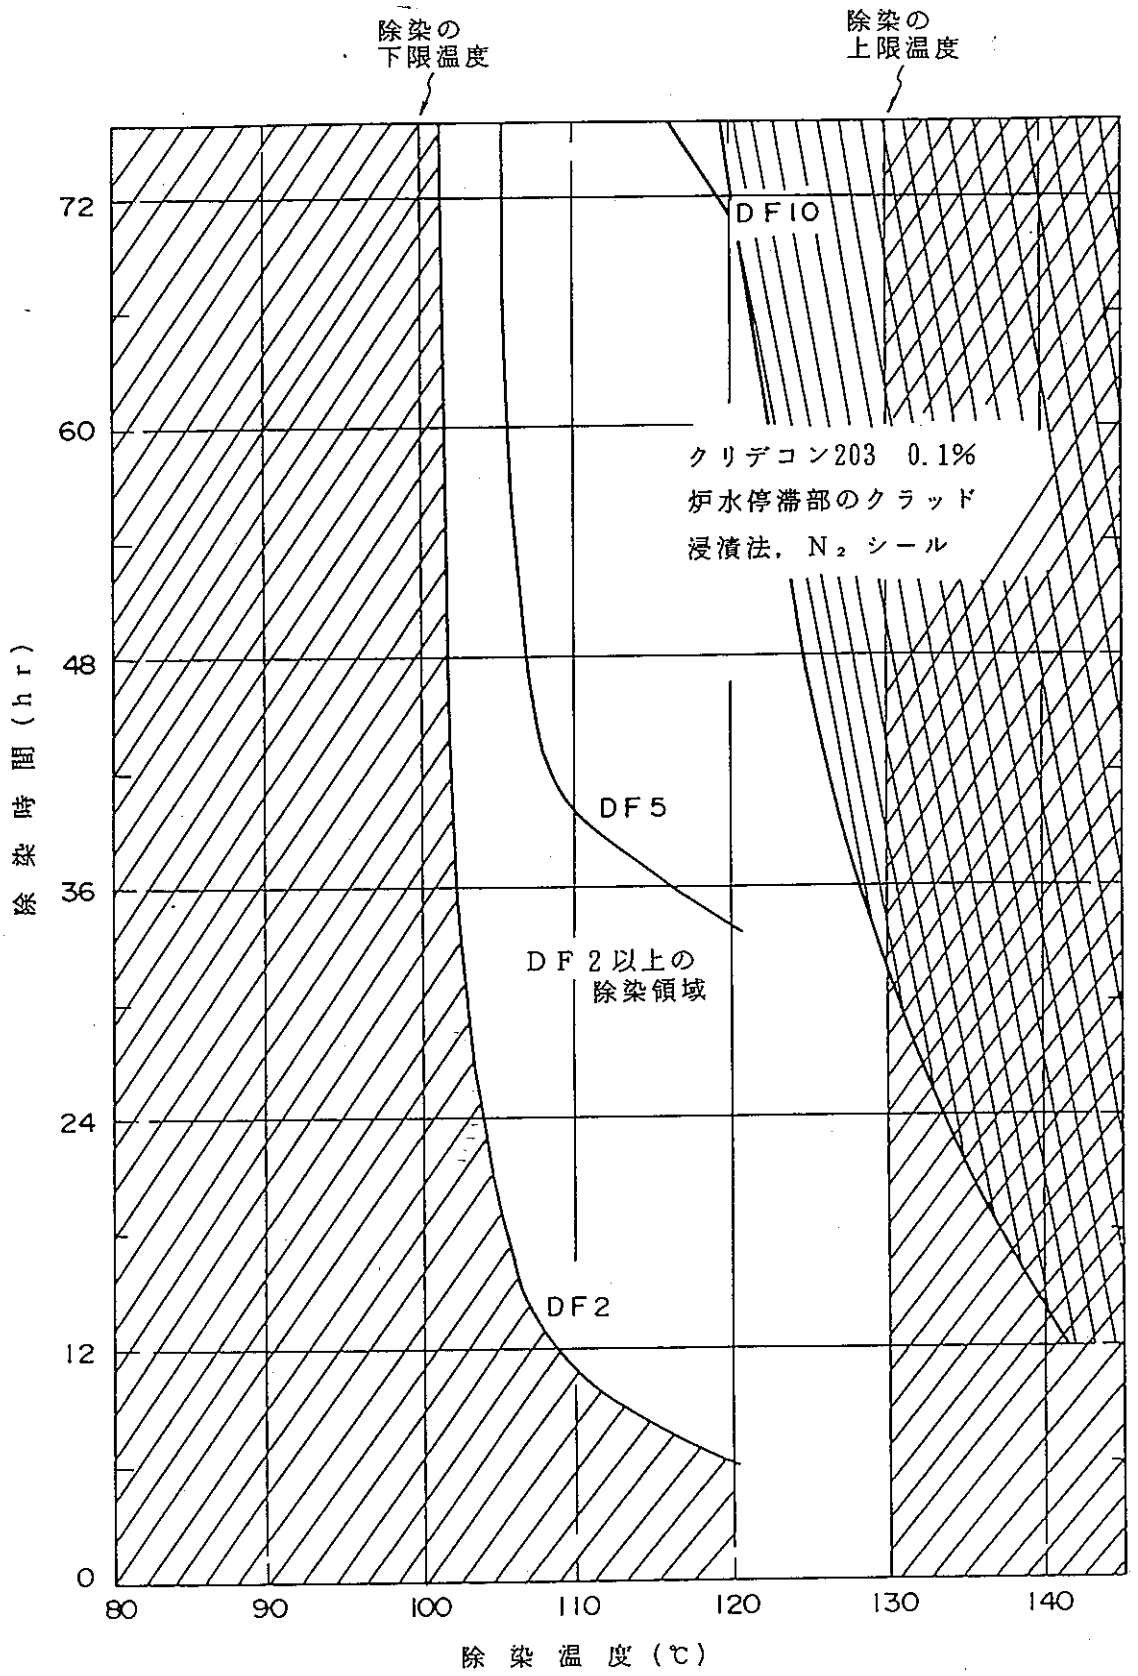 除染の
下限温度
除染の
上限温度
72
60
48
36
24
12
0
除染時間(hr)
DF10
クリデコン203 0.1%
炉水停滞部のクラッド
浸漬法, N₂ シール
DF5
DF2以上の
除染領域
DF2
80 90 100 110 120 130 140
除染温度(℃)